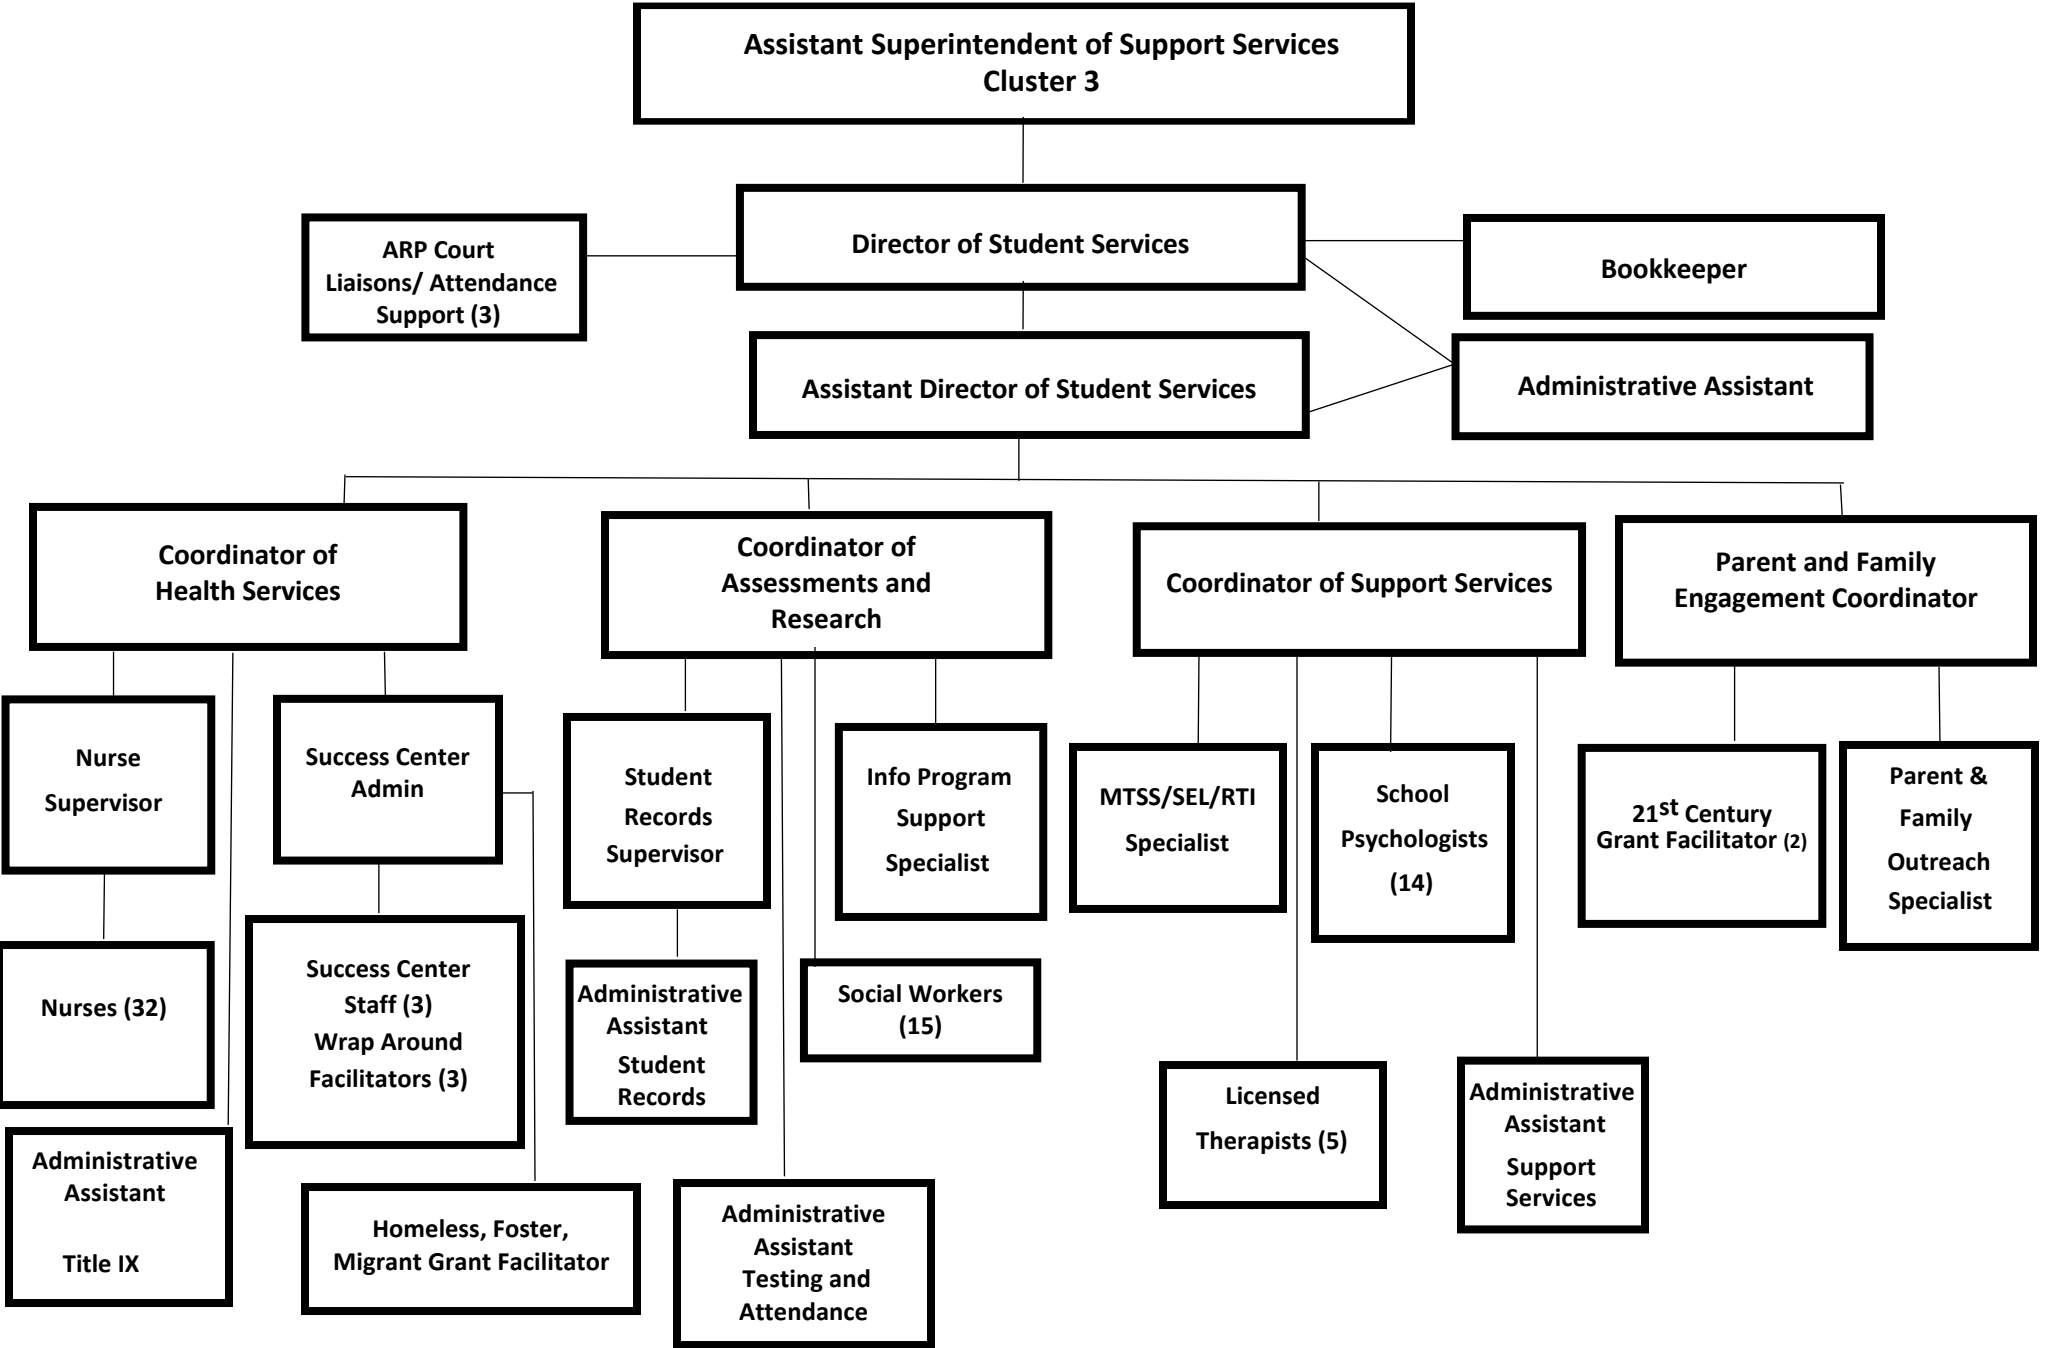 Assistant Superintendent of Support Services
Cluster 3
ARP Court
Liaisons/ Attendance
Support (3)
Director of Student Services
Bookkeeper
Assistant Director of Student Services
Administrative Assistant
Coordinator of
Health Services
Coordinator of
Assessments and
Research
Coordinator of Support Services
Parent and Family
Engagement Coordinator
Nurse
Supervisor
Success Center
Admin
Student
Records
Supervisor
Info Program
Support
Specialist
MTSS/SEL/RTI
Specialist
School
Psychologists
(14)
21st Century
Grant Facilitator (2)
Parent &
Family
Outreach
Specialist
Nurses (32)
Success Center
Staff (3)
Wrap Around
Facilitators (3)
Administrative
Assistant
Student
Records
Social Workers
(15)
Licensed
Therapists (5)
Administrative
Assistant
Support
Services
Administrative
Assistant
Title IX
Homeless, Foster,
Migrant Grant Facilitator
Administrative
Assistant
Testing and
Attendance